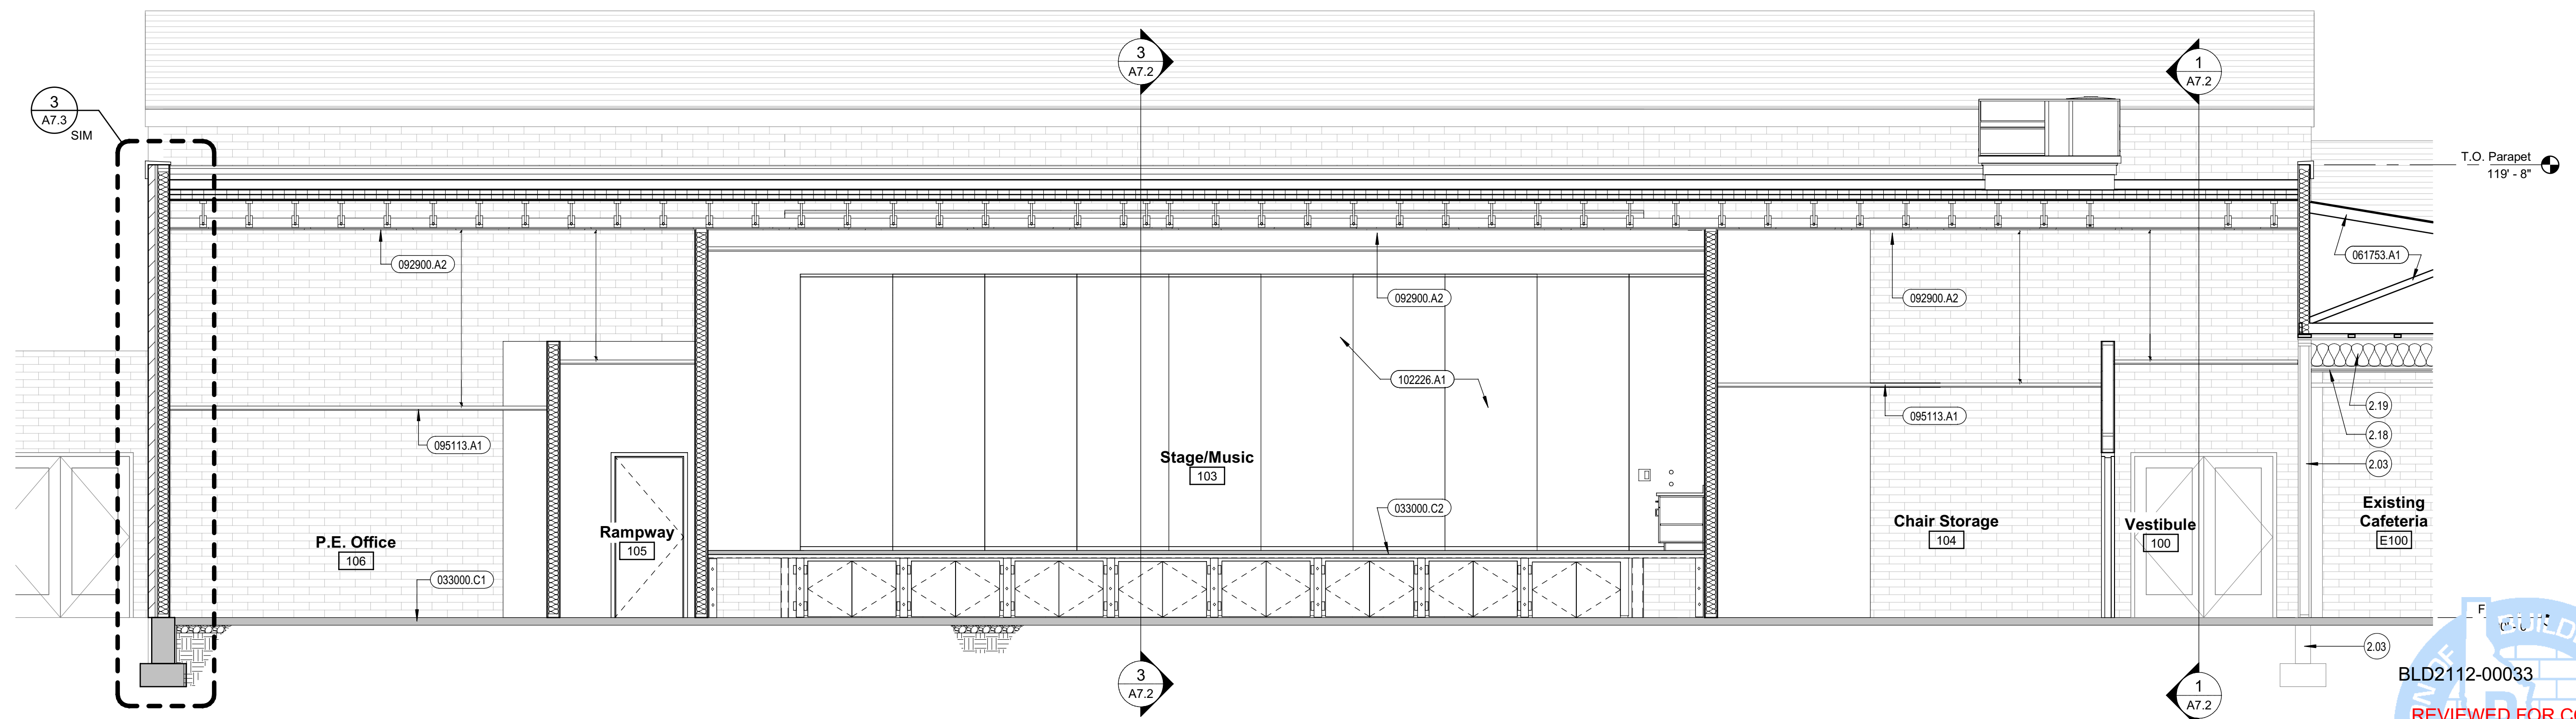 3
A7.2
1
A7.2
3
A7.3
SIM
T.O. Parapet
119' - 8"
092900.A2
061753.A1
092900.A2
092900.A2
102226.A1
2.19
095113.A1
095113.A1
2.18
Stage/Music
103
2.03
033000.C2
Existing
Cafeteria
E100
Chair Storage
104
Vestibule
100
Rampway
105
P.E. Office
106
033000.C1
F
2.03
BLD2112-00033
3
A7.2
1
A7.2
REVIEWED FOR